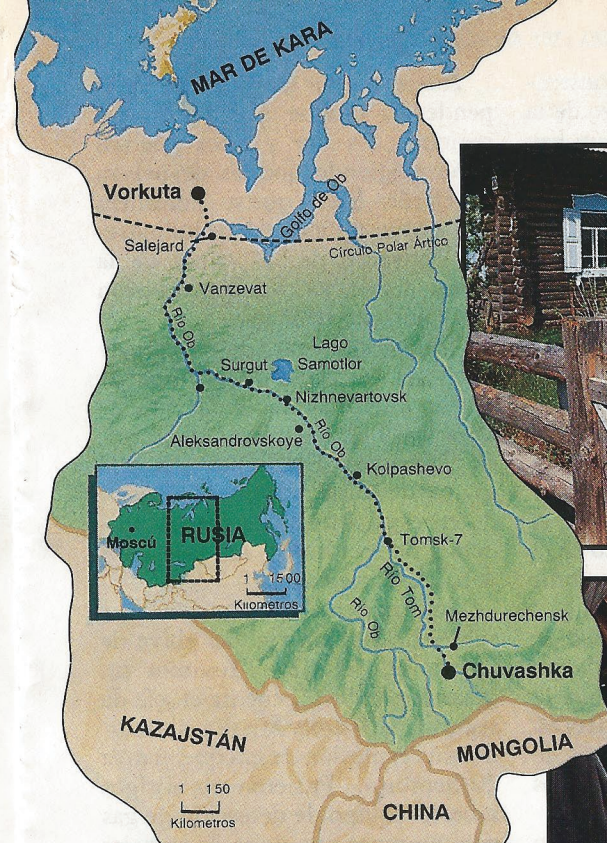 MAR DE KARA
Vorkuta
Golfo de Ob
Salejard
Círculo Polar Ártico
Vanzevat
Río Ob
Lago
Samotlor
Surgut
Nizhnevartovsk
Río Ob
Aleksandrovskoye
Kolpashevo
Moscú
RUSIA
1 1500
Kilometros
Tomsk-7
Río Tom
Río Ob
Mezhdurechensk
Chuvashka
KAZAJSTÁN
MONGOLIA
1 150
Kilometros
CHINA